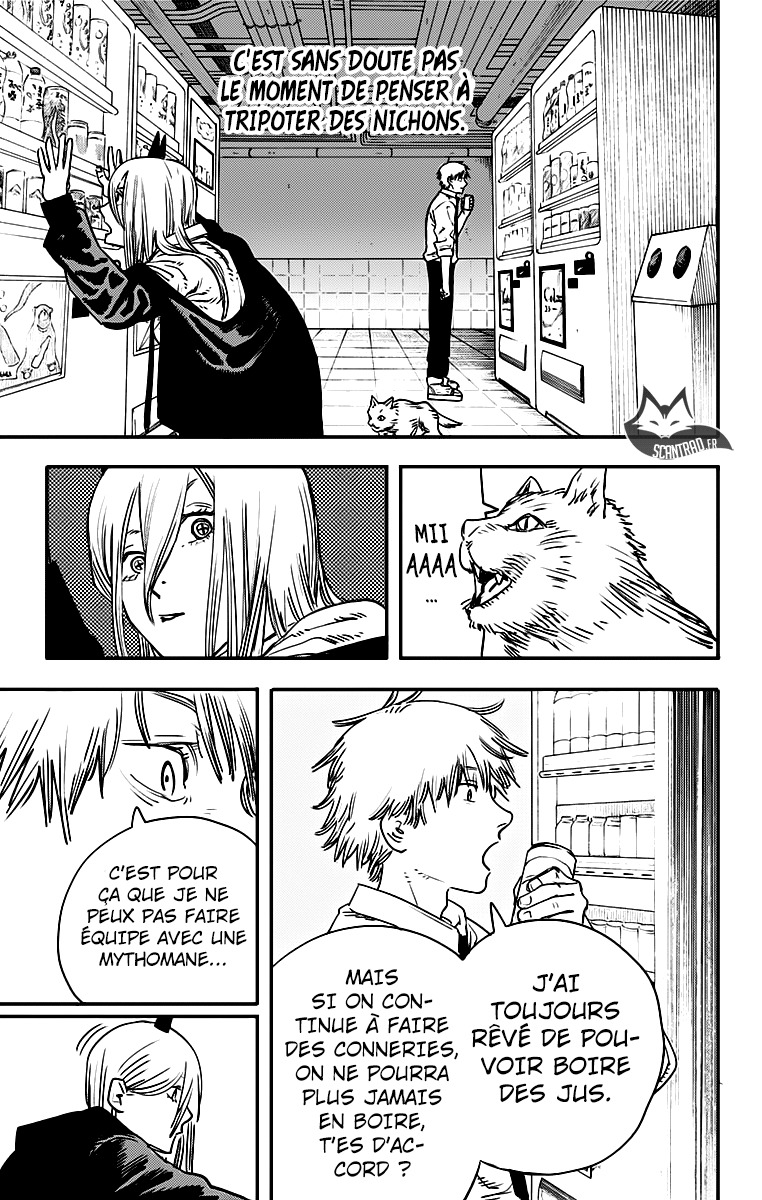 C'EST SANS DOUTE PAS
LE MOMENT DE PENSER À
TRIPOTER DES NICHONS.
SCANTRAD.FR
MII
AAAA
...
J'AI
TOUJOURS
RÊVÉ DE POU-
VOIR BOIRE
DES JUS.
MAIS
SI ON CON-
TINUE À FAIRE
DES CONNERIES,
ON NE POURRA
PLUS JAMAIS
EN BOIRE,
T'ES D'AC-
CORD ?
C'EST POUR
ÇA QUE JE NE
PEUX PAS FAIRE
ÉQUIPE AVEC UNE
MYTHOMANE...